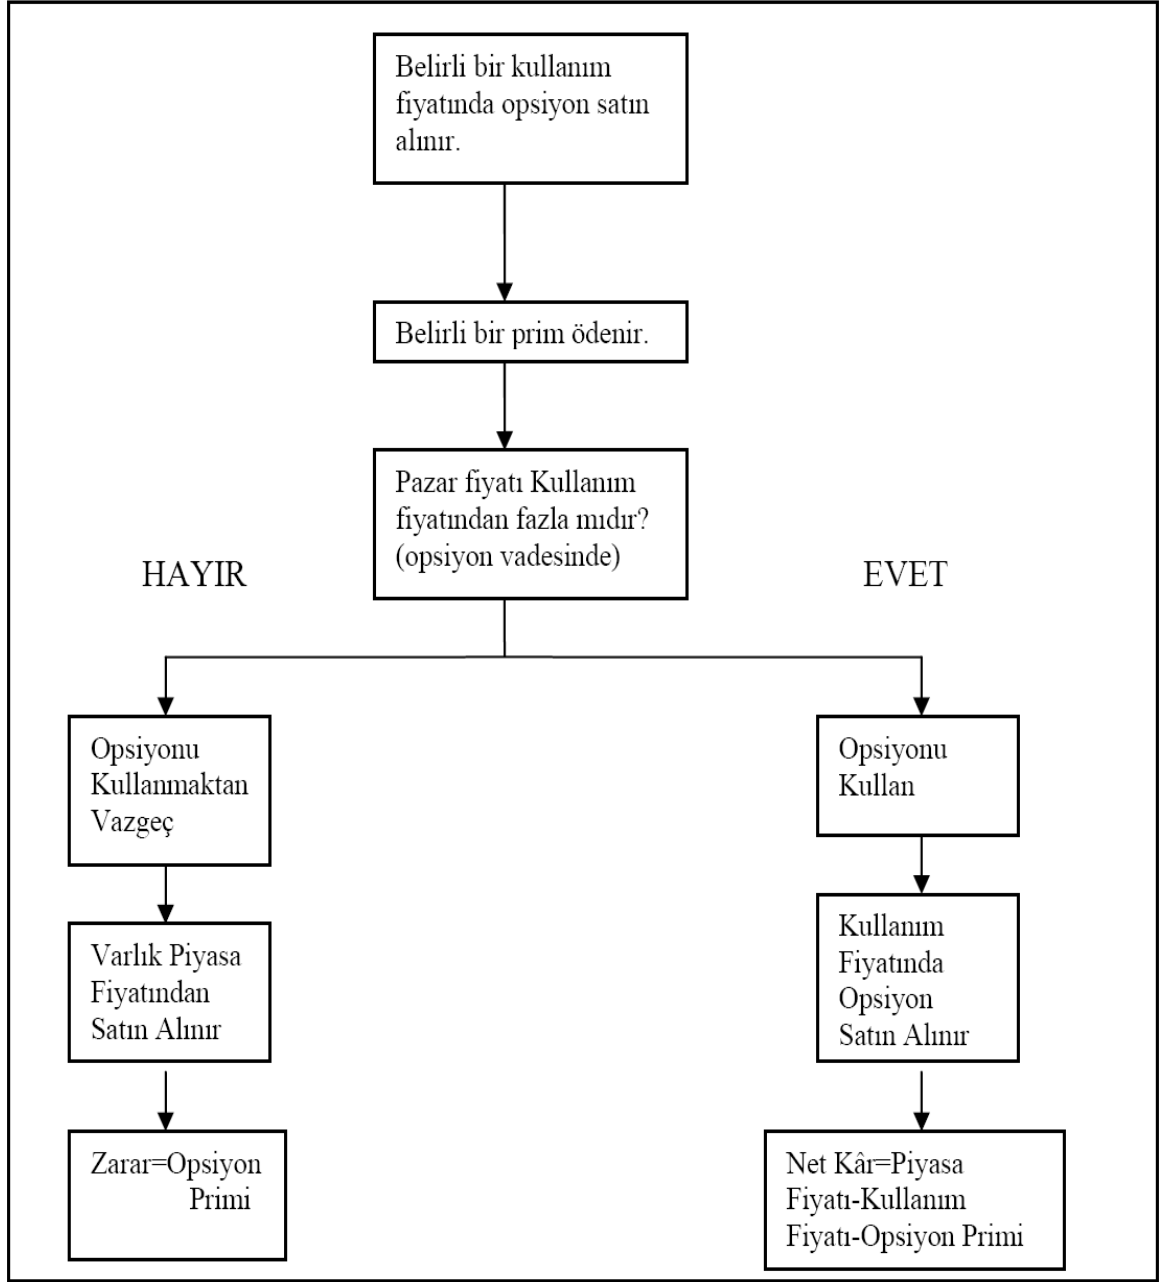 Belirli bir kullanım
fiyatında opsiyon satın
alınır.
Belirli bir prim ödenir.
Pazar fiyatı Kullanım
fiyatından fazla mıdır?
(opsiyon vadesinde)
HAYIR
EVET
Opsiyonu
Kullanmaktan
Vazgeç
Varlık Piyasa
Fiyatından
Satın Alınır
Zarar=Opsiyon
Primi
Opsiyonu
Kullan
Kullanım
Fiyatında
Opsiyon
Satın Alınır
Net Kâr=Piyasa
Fiyatı-Kullanım
Fiyatı-Opsiyon Primi